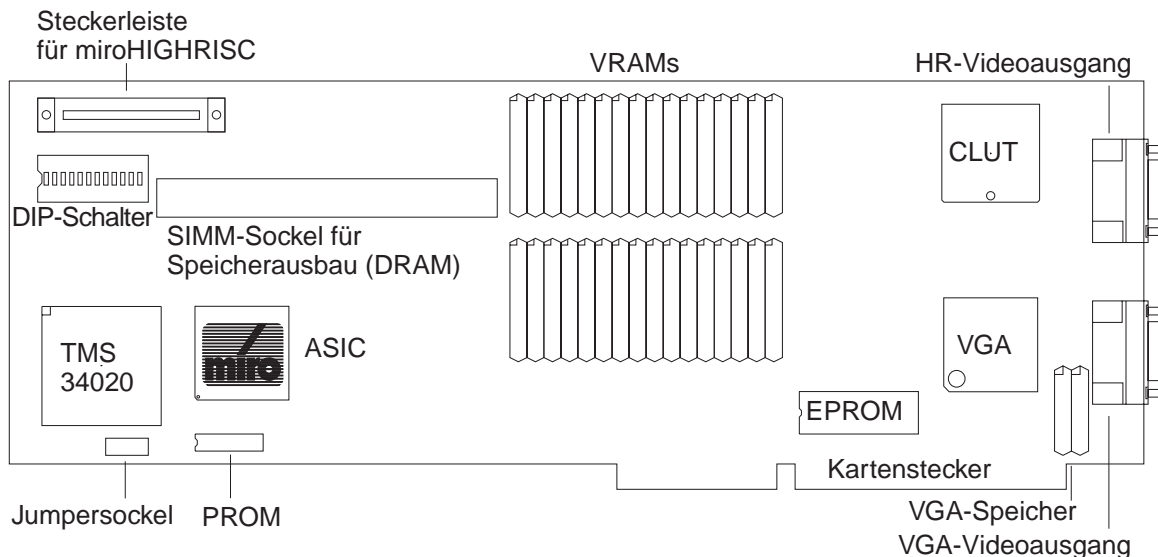 Steckerleiste
für miroHIGHRISC
VRAMs
HR-Videoausgang
CLUT
DIP-Schalter
SIMM-Sockel für
Speicherausbau (DRAM)
TMS
34020
miro
ASIC
VGA
EPROM
Kartenstecker
Jumpersockel
PROM
VGA-Speicher
VGA-Videoausgang